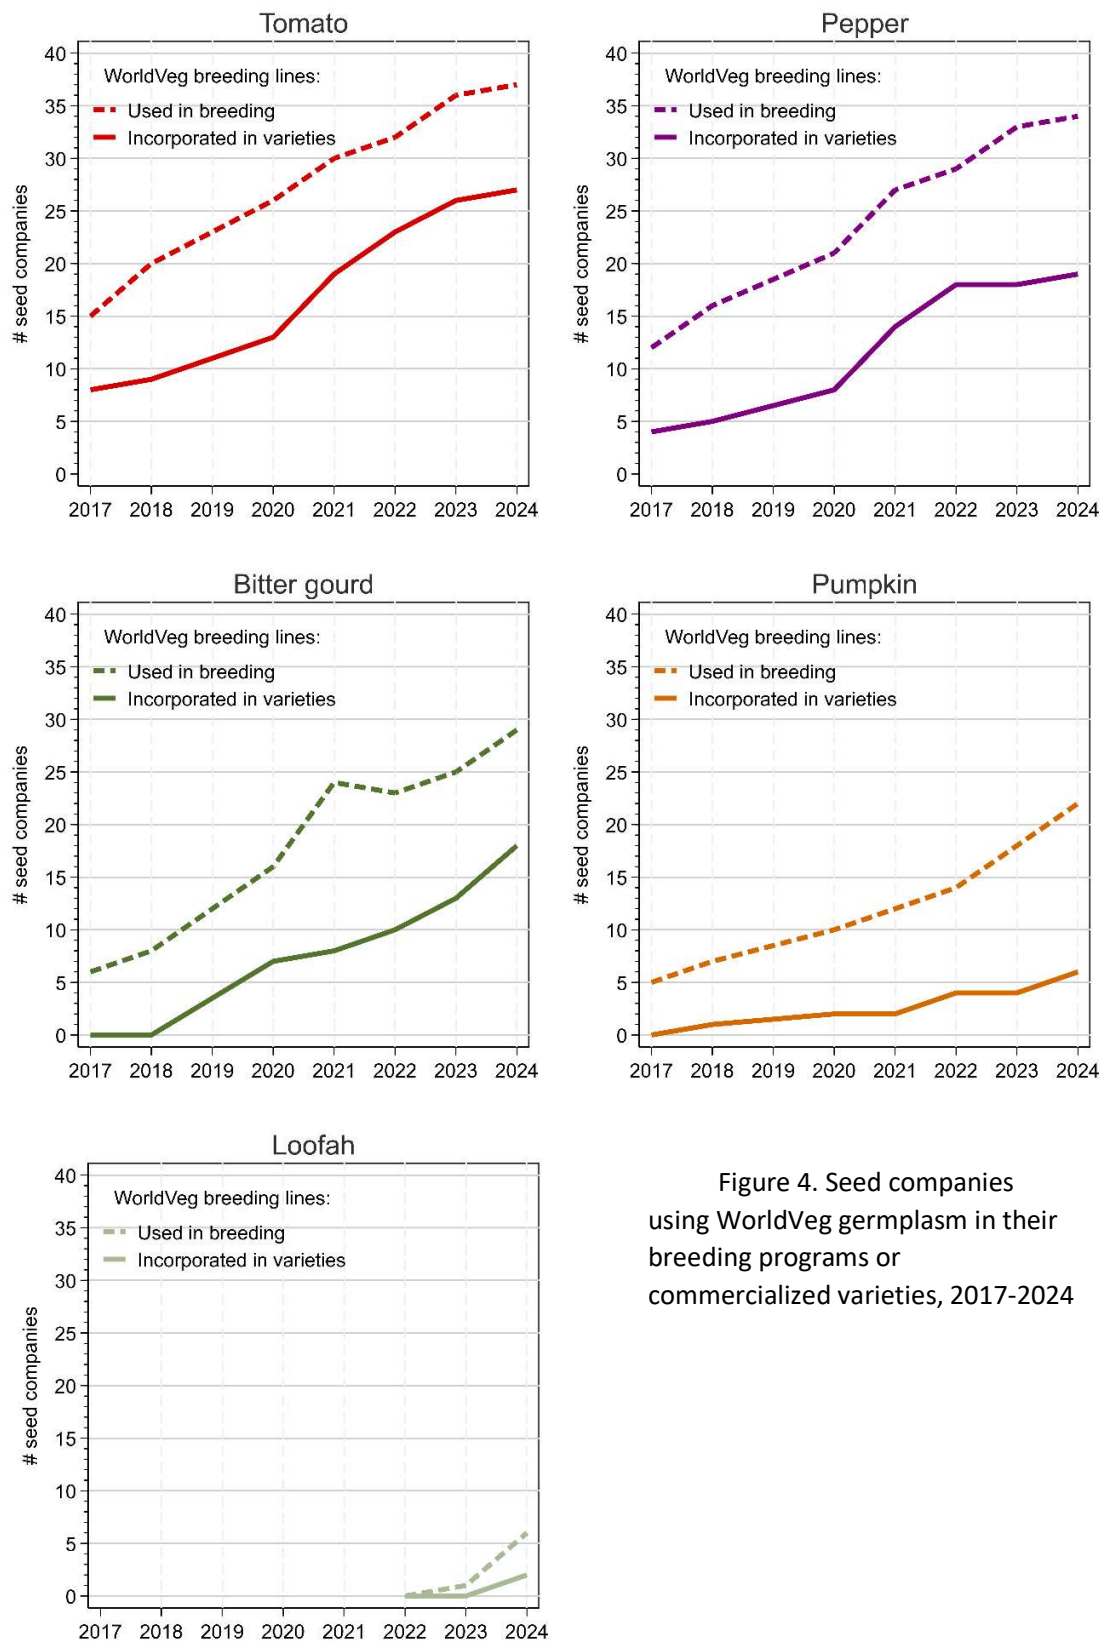 Tomato
40
35
30
25
20
15
10
5
0
# seed companies
WorldVeg breeding lines:
Used in breeding
Incorporated in varieties
2017 2018 2019 2020 2021 2022 2023 2024
Pepper
40
35
30
25
20
15
10
5
0
# seed companies
WorldVeg breeding lines:
Used in breeding
Incorporated in varieties
2017 2018 2019 2020 2021 2022 2023 2024
Bitter gourd
40
35
30
25
20
15
10
5
0
# seed companies
WorldVeg breeding lines:
Used in breeding
Incorporated in varieties
2017 2018 2019 2020 2021 2022 2023 2024
Pumpkin
40
35
30
25
20
15
10
5
0
# seed companies
WorldVeg breeding lines:
Used in breeding
Incorporated in varieties
2017 2018 2019 2020 2021 2022 2023 2024
Loofah
40
35
30
25
20
15
10
5
0
# seed companies
WorldVeg breeding lines:
Used in breeding
Incorporated in varieties
2017 2018 2019 2020 2021 2022 2023 2024
Figure 4. Seed companies
using WorldVeg germplasm in their
breeding programs or
commercialized varieties, 2017-2024